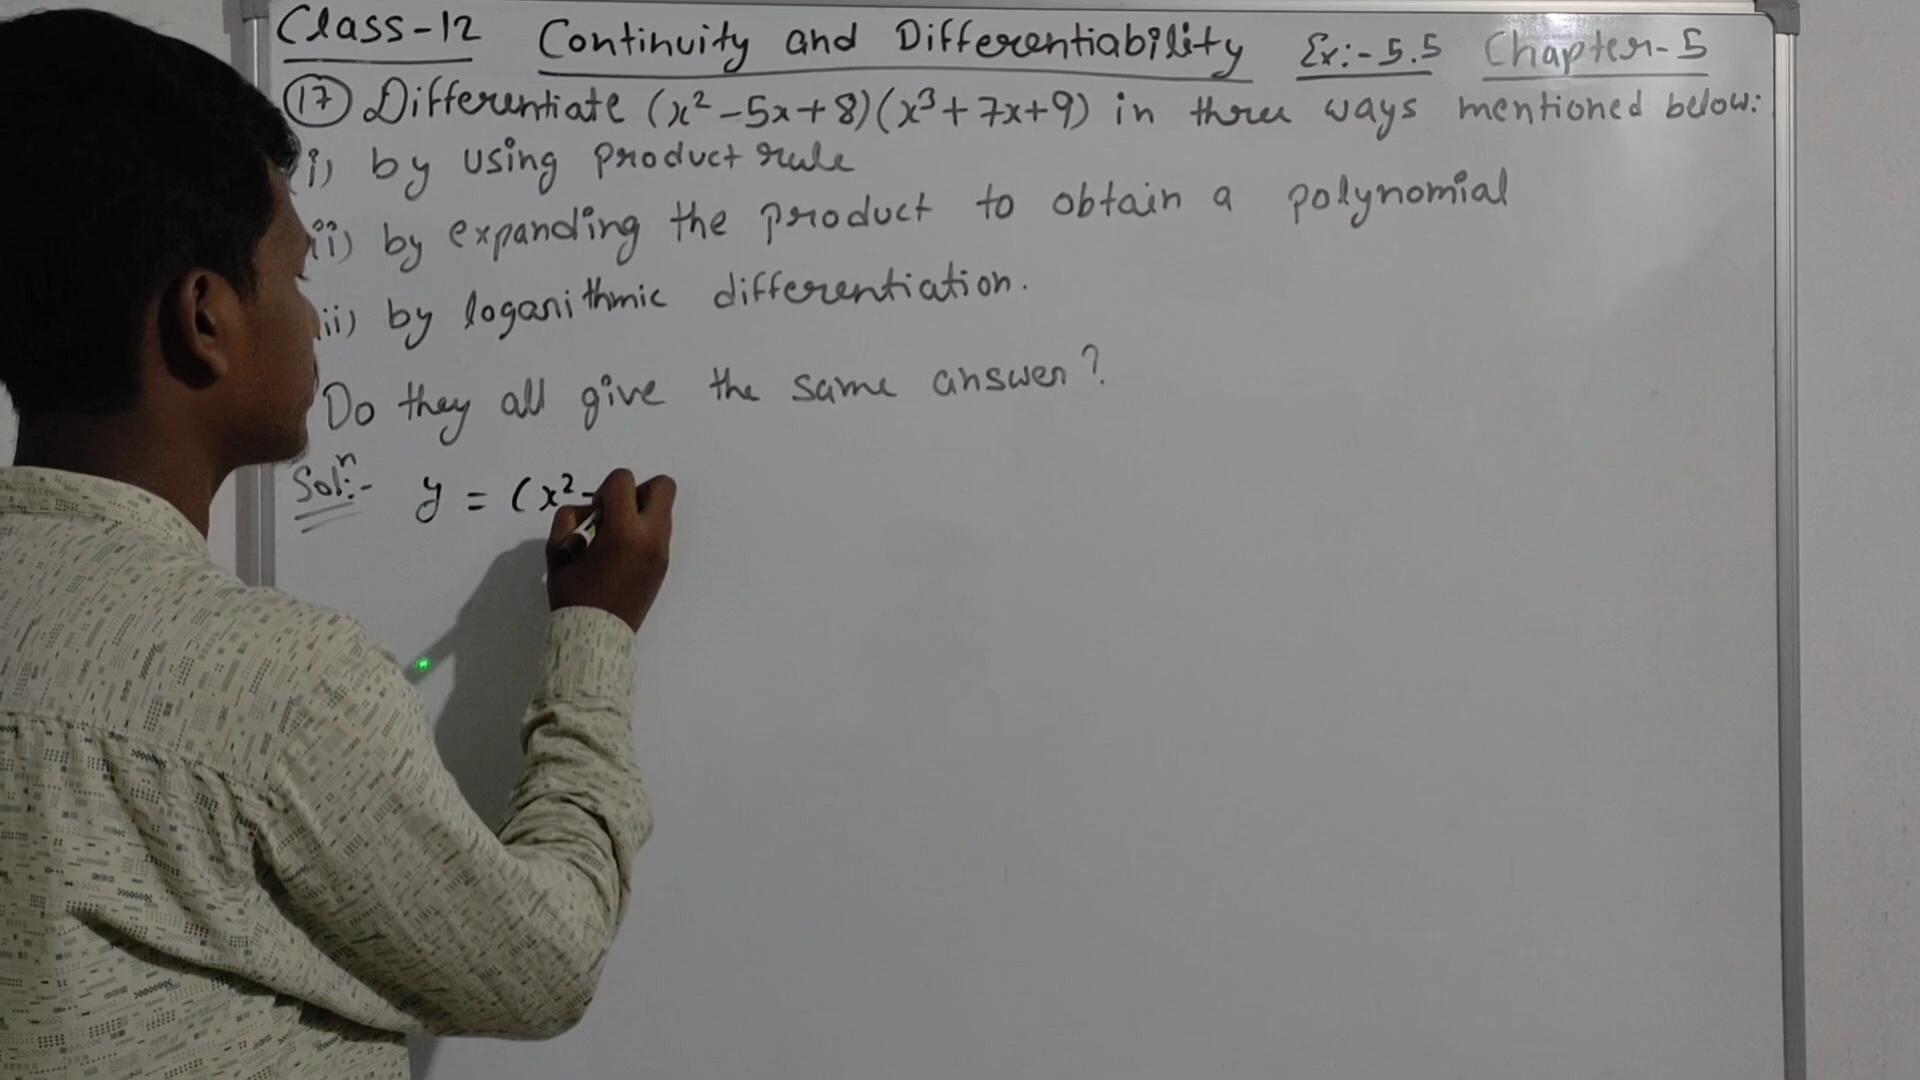 Class-12 Continuity and Differentiability Ex:-5.5 Chapter-5
17 Differentiate (x²-5x+8)(x³+7x+9) in three ways mentioned below:
i) by using product rule
ii) by expanding the product to obtain a polynomial
ii) by logarithmic differentiation.
Do they all give the same answer?
Solⁿ:- y = (x²-